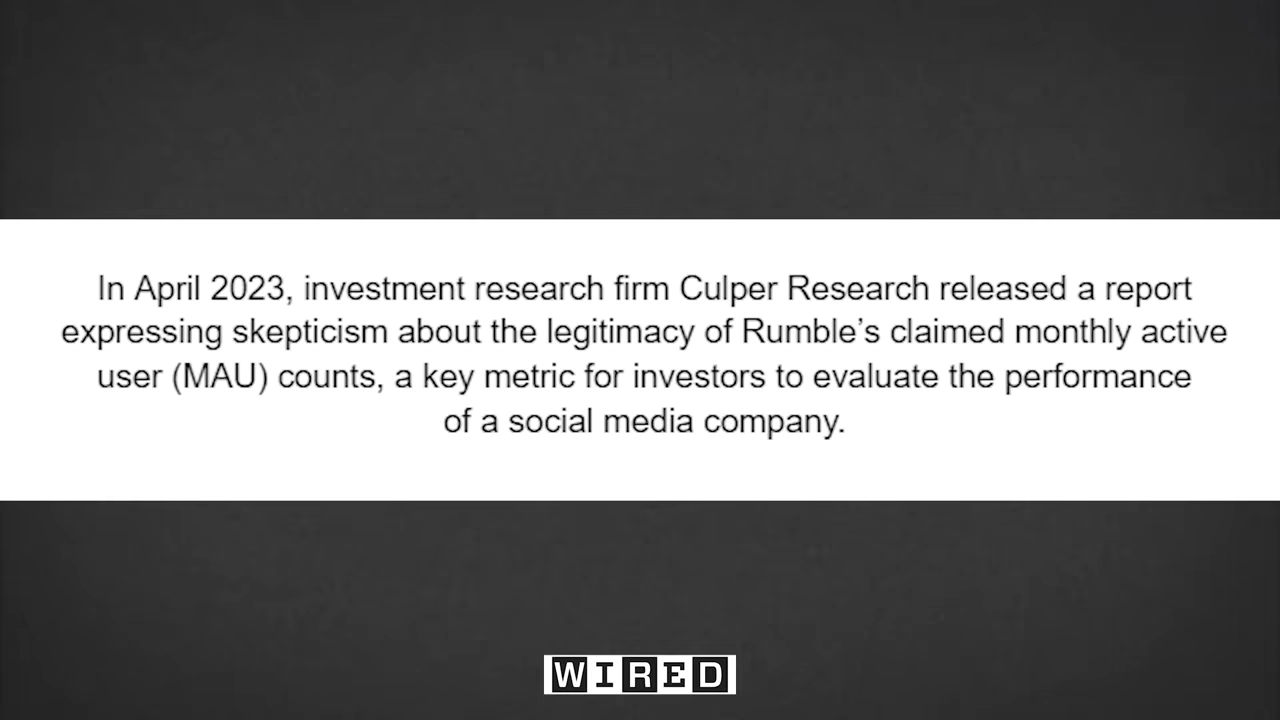 In April 2023, investment research firm Culper Research released a report
expressing skepticism about the legitimacy of Rumble’s claimed monthly active
user (MAU) counts, a key metric for investors to evaluate the performance
of a social media company.
WIRED